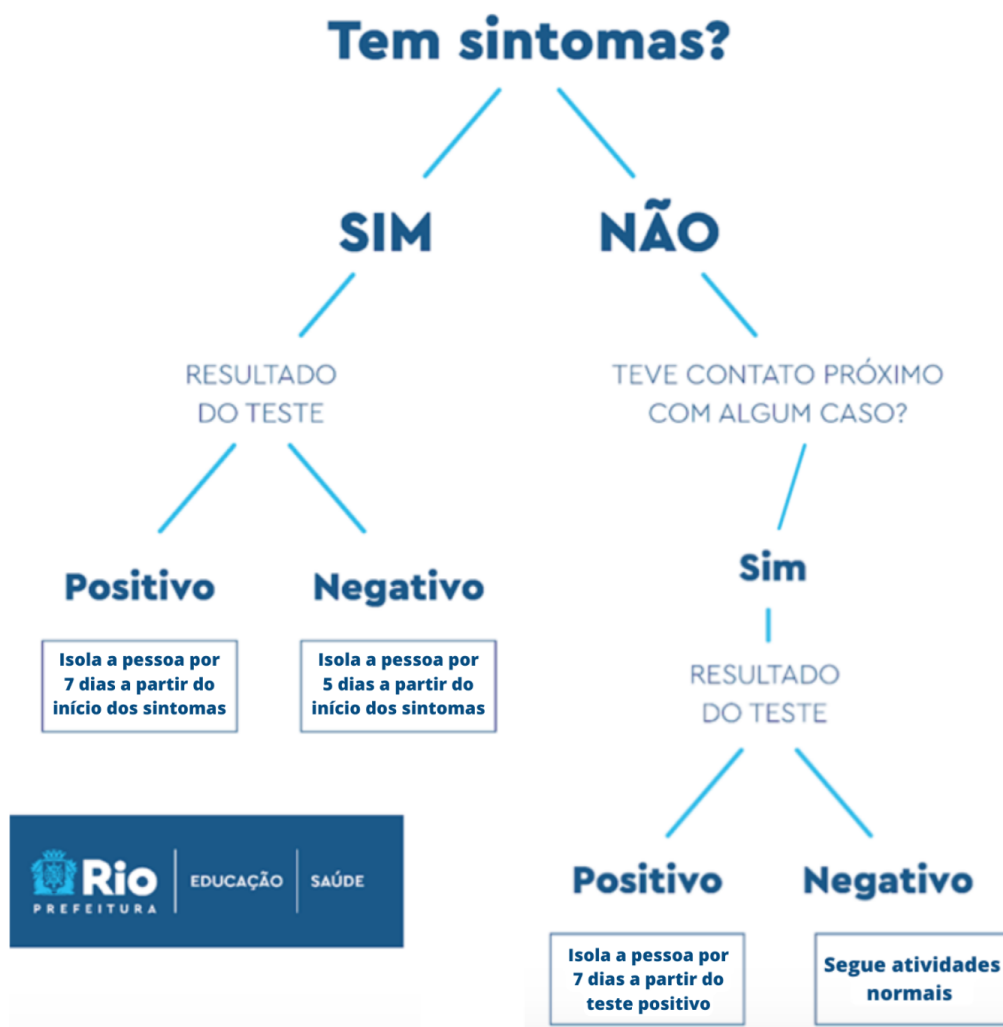 Tem sintomas?
SIM
NÃO
RESULTADO
DO TESTE
TEVE CONTATO PRÓXIMO
COM ALGUM CASO?
Positivo
Negativo
Sim
Isola a pessoa por
7 dias a partir do
início dos sintomas
Isola a pessoa por
5 dias a partir do
início dos sintomas
RESULTADO
DO TESTE
Positivo
Negativo
Isola a pessoa por
7 dias a partir do
teste positivo
Segue atividades
normais
Rio
PREFEITURA
EDUCAÇÃO
SAÚDE